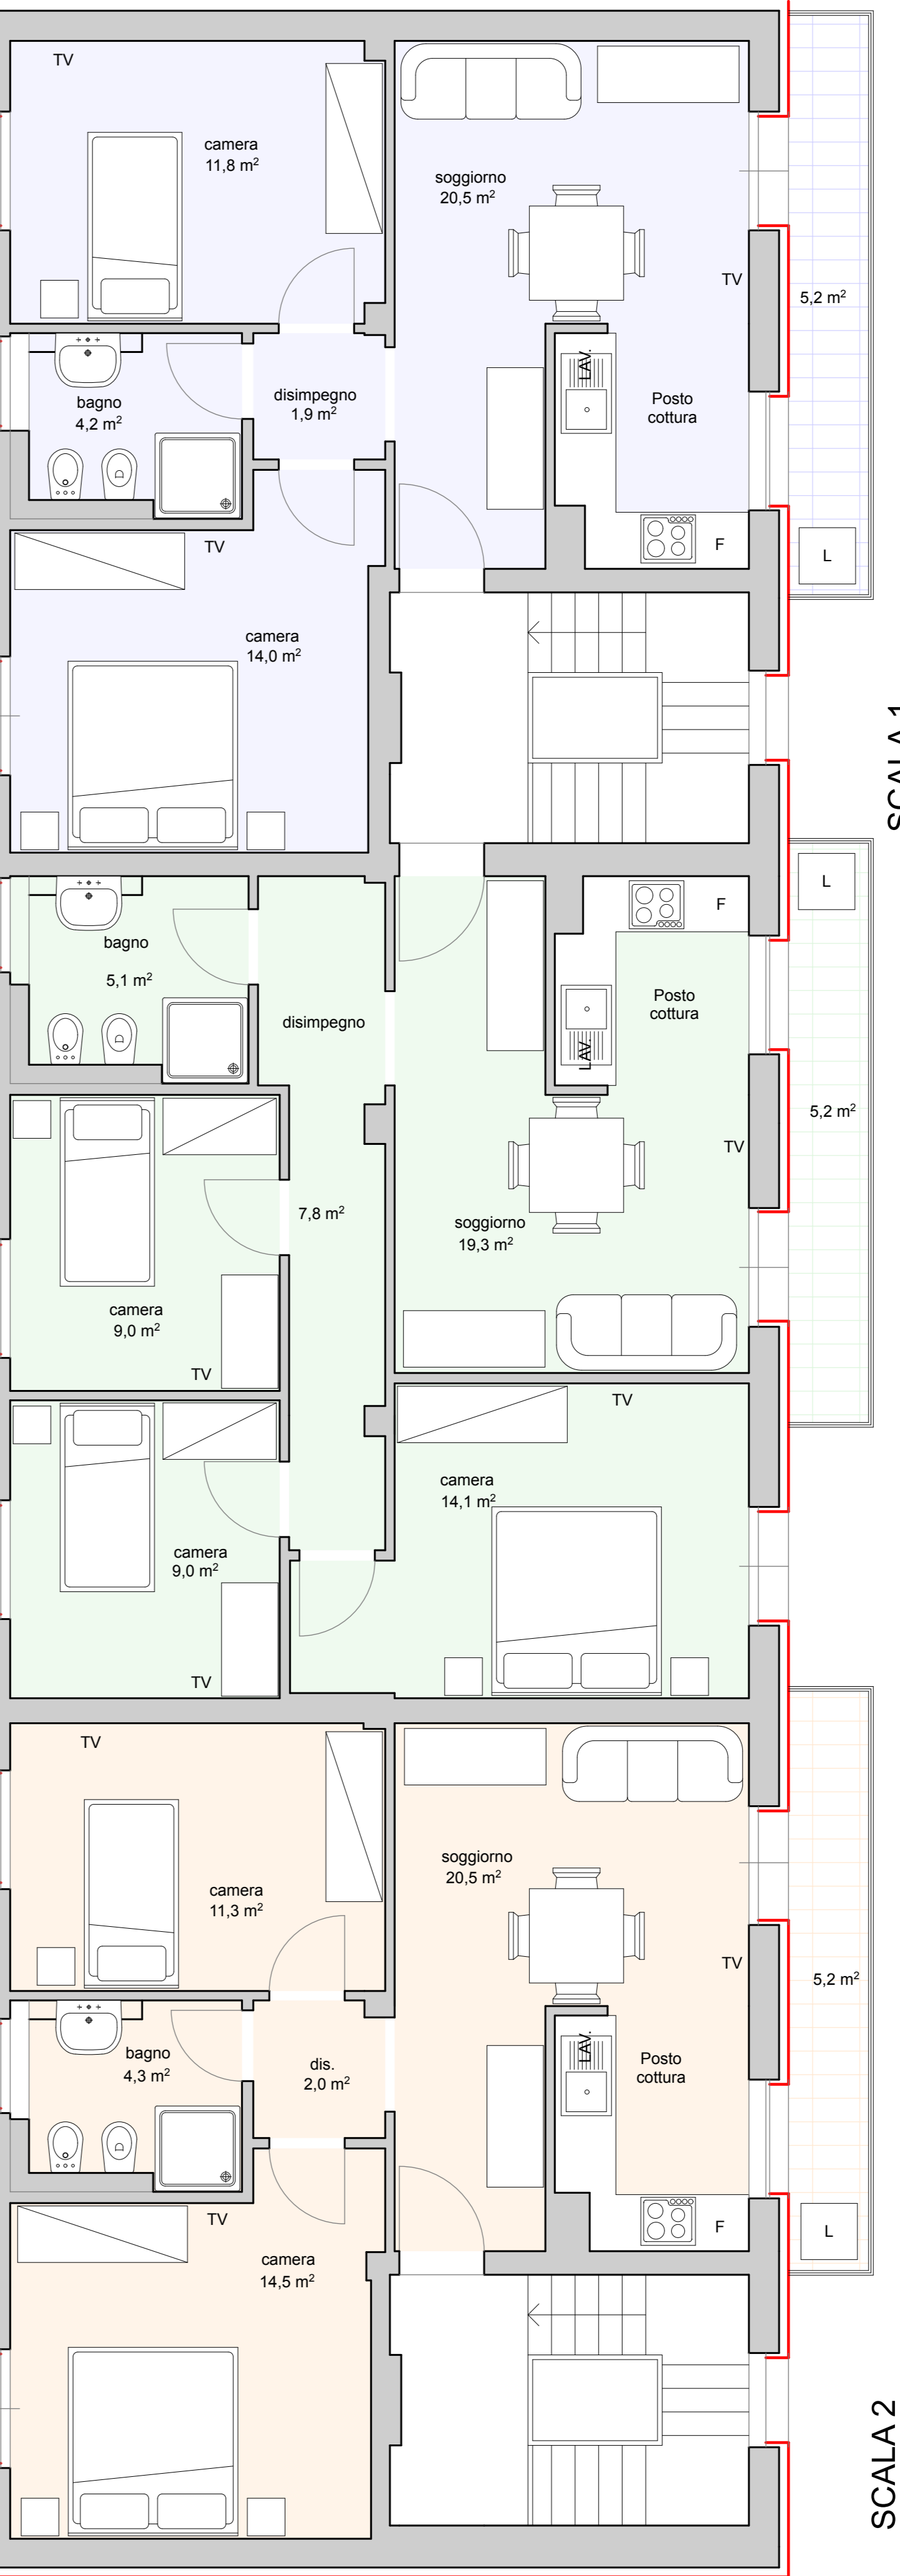 TV
camera
11,8 m²
soggiorno
20,5 m²
TV
5,2 m²
LAV.
bagno
4,2 m²
disimpegno
1,9 m²
Posto
cottura
TV
F
L
camera
14,0 m²
SCALA 1
L
F
bagno
5,1 m²
disimpegno
Posto
cottura
LAV.
5,2 m²
TV
7,8 m²
soggiorno
19,3 m²
camera
9,0 m²
TV
TV
camera
14,1 m²
camera
9,0 m²
TV
TV
soggiorno
20,5 m²
camera
11,3 m²
TV
5,2 m²
LAV.
bagno
4,3 m²
dis.
2,0 m²
Posto
cottura
TV
F
L
camera
14,5 m²
SCALA 2